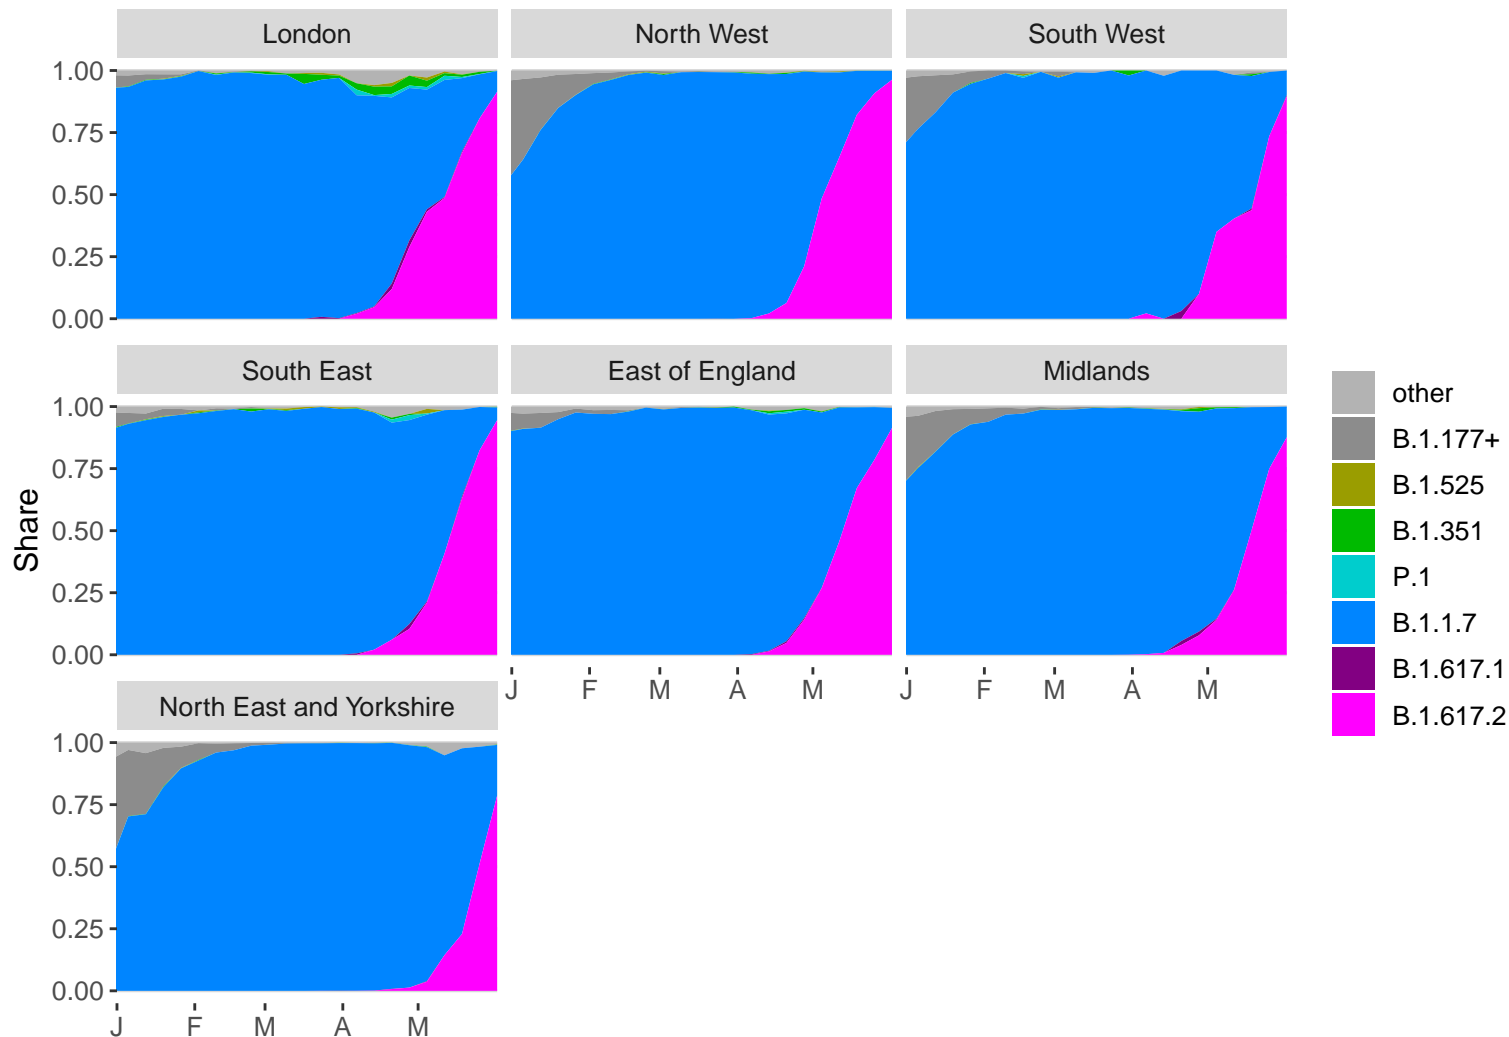 London
North West
South West
1.00
0.75
0.50
0.25
0.00
South East
East of England
Midlands
1.00
0.75
0.50
0.25
0.00
J F M A M
J F M A M
North East and Yorkshire
1.00
0.75
0.50
0.25
0.00
J F M A M
Share
other
B.1.177+
B.1.525
B.1.351
P.1
B.1.1.7
B.1.617.1
B.1.617.2